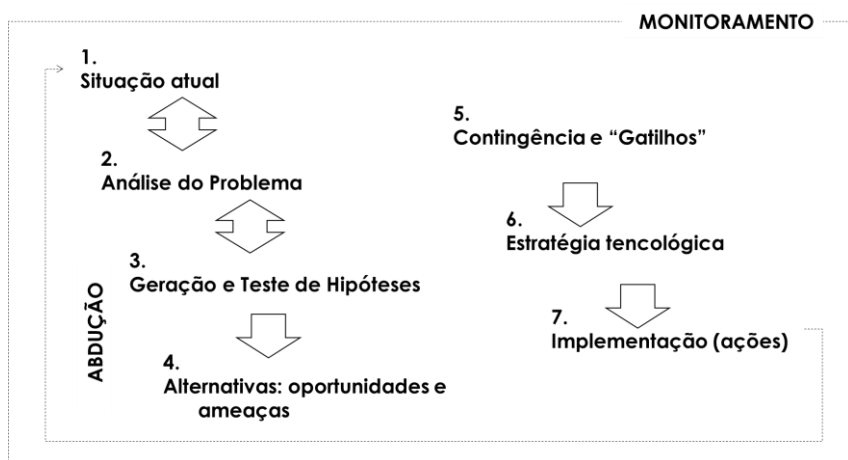 MONITORAMENTO
1.
Situação atual
2.
Análise do Problema
3.
Geração e Teste de Hipóteses
4.
Alternativas: oportunidades e
ameaças
ABDUÇÃO
5.
Contingência e “Gatilhos”
6.
Estratégia tencológica
7.
Implementação (ações)